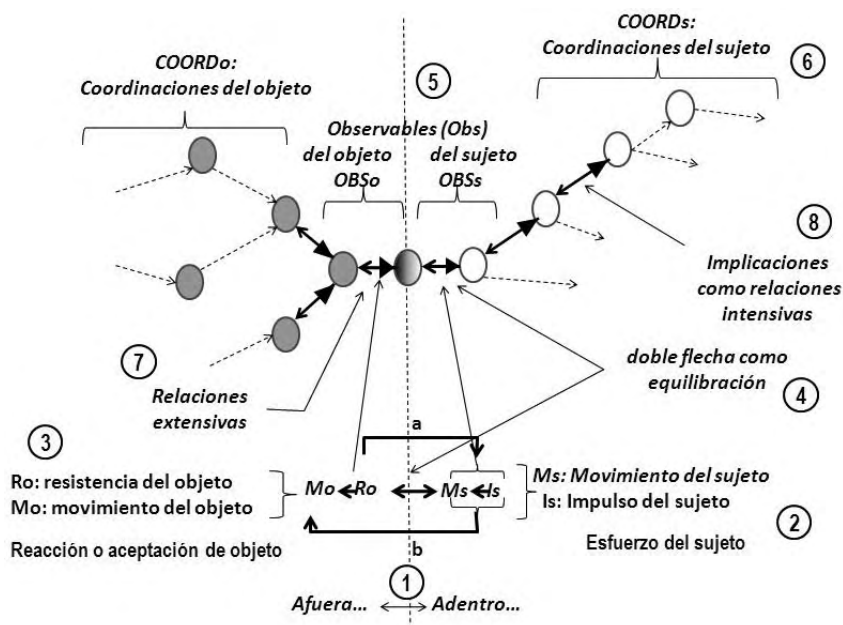 COORDo:
Coordinaciones del objeto
COORDs:
Coordinaciones del sujeto
6
5
Observables (Obs)
del objeto del sujeto
OBSo OBSs
8
Implicaciones
como relaciones
intensivas
7
Relaciones
extensivas
doble flecha como
equilibración
4
a
3
Ro: resistencia del objeto
Mo: movimiento del objeto
Mo Ro Ms Is
Ms: Movimiento del sujeto
Is: Impulso del sujeto
2
Reacción o aceptación de objeto
b
Esfuerzo del sujeto
1
Afuera... Adentro...